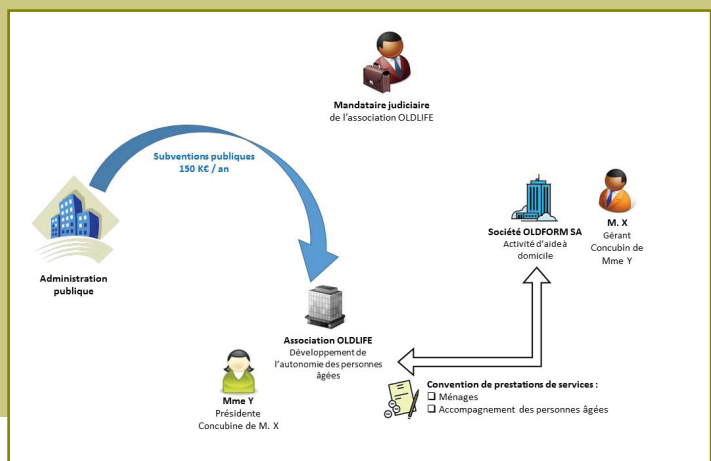 Mandataire judiciaire
de l'association OLDLIFE
Subventions publiques
150 K€ / an
Administration
publique
Société OLDFORM SA
Activité d'aide à
domicile
M. X
Gérant
Concubin de
Mme Y
Association OLDLIFE
Développement de
l'autonomie des personnes
âgées
Mme Y
Présidente
Concubine de M. X
Convention de prestations de services :
❑ Ménages
❑ Accompagnement des personnes âgées